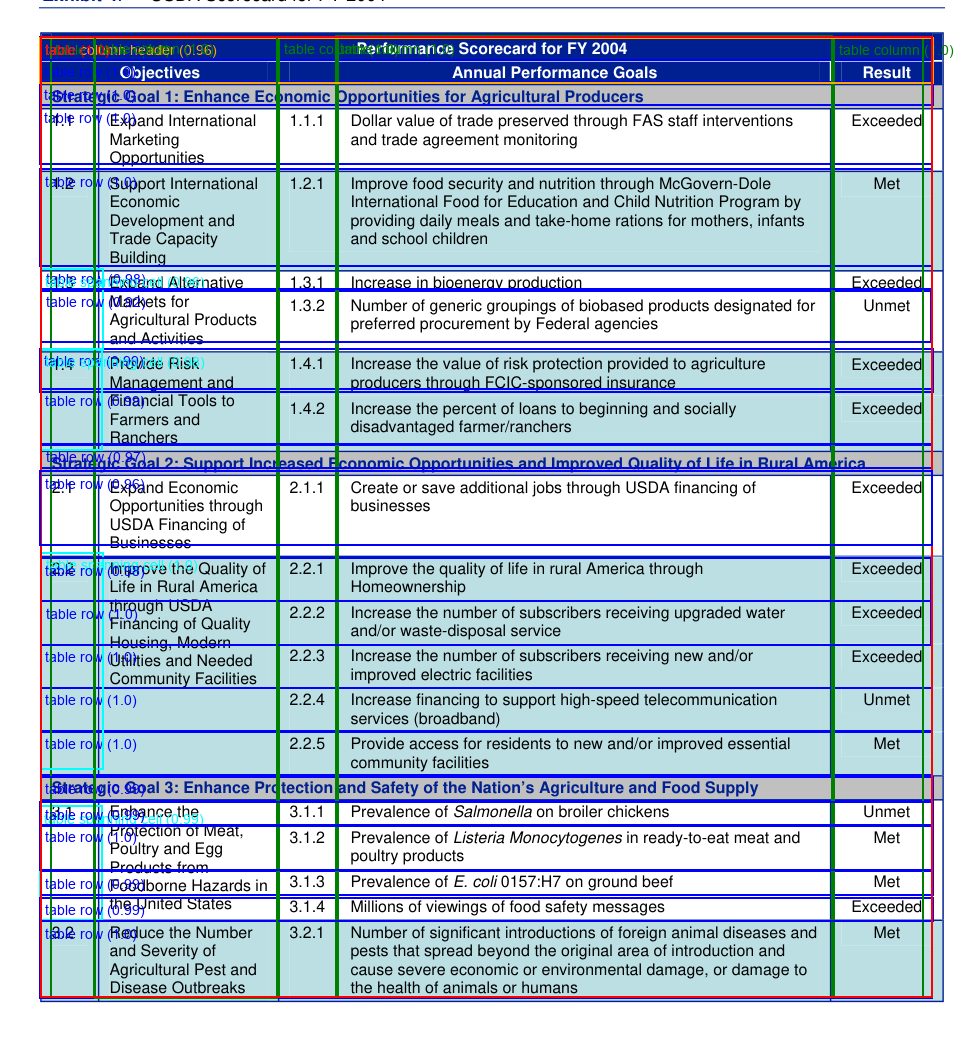 Performance Scorecard for FY 2004
Objectives Annual Performance Goals Result
Strategic Goal 1: Enhance Economic Opportunities for Agricultural Producers
1.1 Expand International Marketing Opportunities 1.1.1 Dollar value of trade preserved through FAS staff interventions and trade agreement monitoring Exceeded
1.2 Support International Economic Development and Trade Capacity Building 1.2.1 Improve food security and nutrition through McGovern-Dole International Food for Education and Child Nutrition Program by providing daily meals and take-home rations for mothers, infants and school children Met
1.3 Expand Alternative Markets for Agricultural Products and Activities 1.3.1 Increase in bioenergy production Exceeded
1.3.2 Number of generic groupings of biobased products designated for preferred procurement by Federal agencies Unmet
1.4 Provide Risk Management and Financial Tools to Farmers and Ranchers 1.4.1 Increase the value of risk protection provided to agriculture producers through FCIC-sponsored insurance Exceeded
1.4.2 Increase the percent of loans to beginning and socially disadvantaged farmer/ranchers Exceeded
Strategic Goal 2: Support Increased Economic Opportunities and Improved Quality of Life in Rural America
2.1 Expand Economic Opportunities through USDA Financing of Businesses 2.1.1 Create or save additional jobs through USDA financing of businesses Exceeded
2.2 Improve the Quality of Life in Rural America through USDA Financing of Quality Housing, Modern Utilities and Needed Community Facilities 2.2.1 Improve the quality of life in rural America through Homeownership Exceeded
2.2.2 Increase the number of subscribers receiving upgraded water and/or waste-disposal service Exceeded
2.2.3 Increase the number of subscribers receiving new and/or improved electric facilities Exceeded
2.2.4 Increase financing to support high-speed telecommunication services (broadband) Unmet
2.2.5 Provide access for residents to new and/or improved essential community facilities Met
Strategic Goal 3: Enhance Protection and Safety of the Nation's Agriculture and Food Supply
3.1 Enhance the Protection of Meat, Poultry and Egg Products from Foodborne Hazards in the United States 3.1.1 Prevalence of Salmonella on broiler chickens Unmet
3.1.2 Prevalence of Listeria Monocytogenes in ready-to-eat meat and poultry products Met
3.1.3 Prevalence of E. coli 0157:H7 on ground beef Met
3.1.4 Millions of viewings of food safety messages Exceeded
3.2 Reduce the Number and Severity of Agricultural Pest and Disease Outbreaks 3.2.1 Number of significant introductions of foreign animal diseases and pests that spread beyond the original area of introduction and cause severe economic or environmental damage, or damage to the health of animals or humans Met